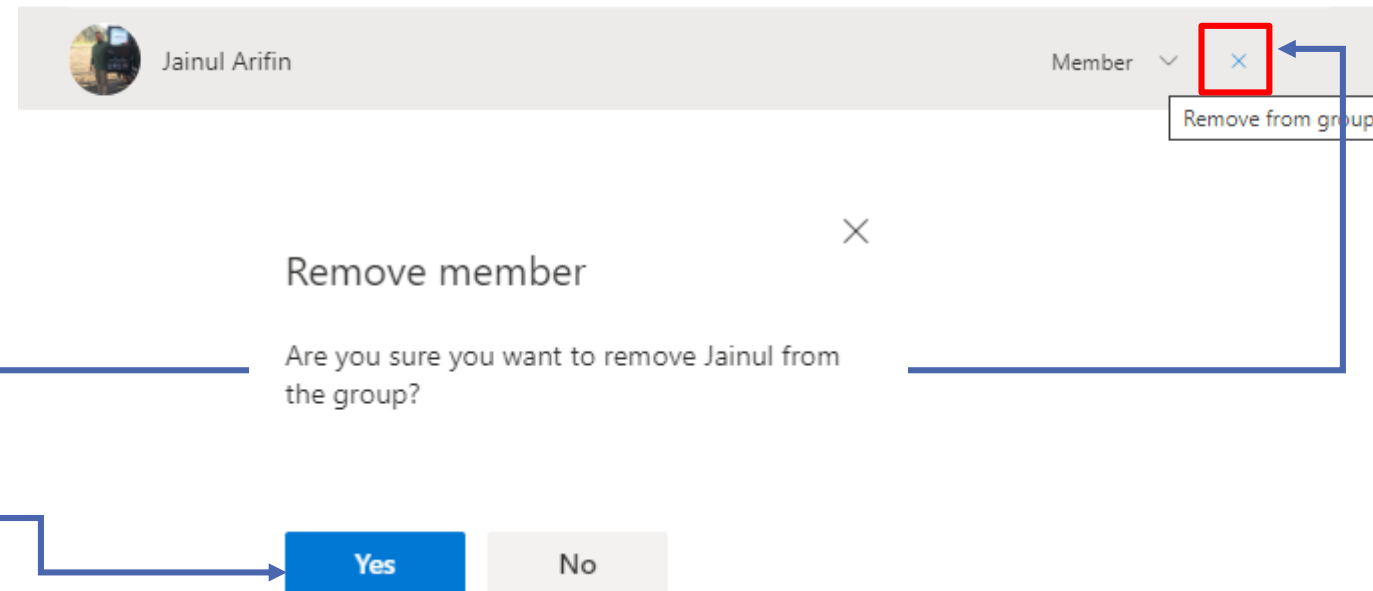 Jainul Arifin
Member
Remove from group
Remove member
Are you sure you want to remove Jainul from
the group?
Yes
No